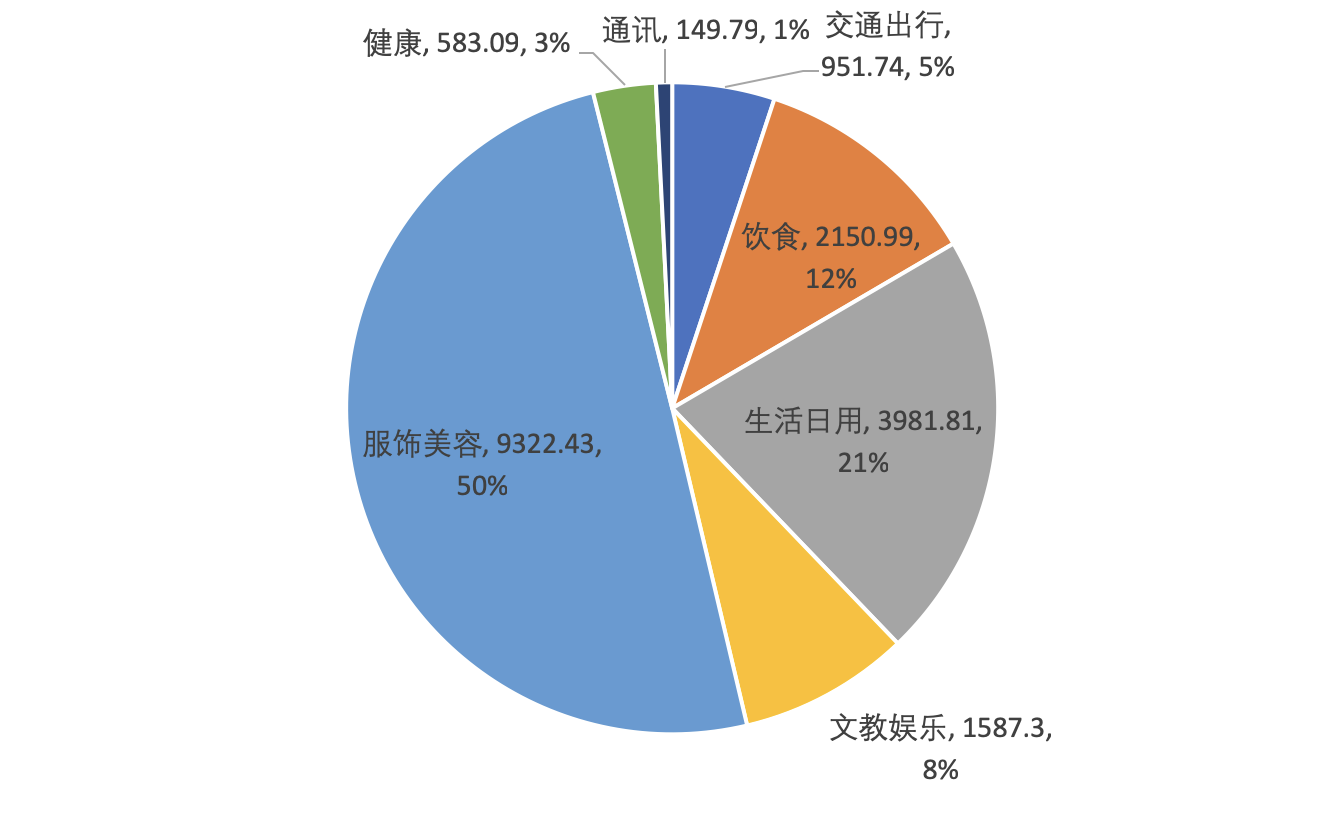 健康, 583.09, 3%
通讯, 149.79, 1%
交通出行,
951.74, 5%
饮食, 2150.99,
12%
生活日用, 3981.81,
21%
服饰美容, 9322.43,
50%
文教娱乐, 1587.3,
8%